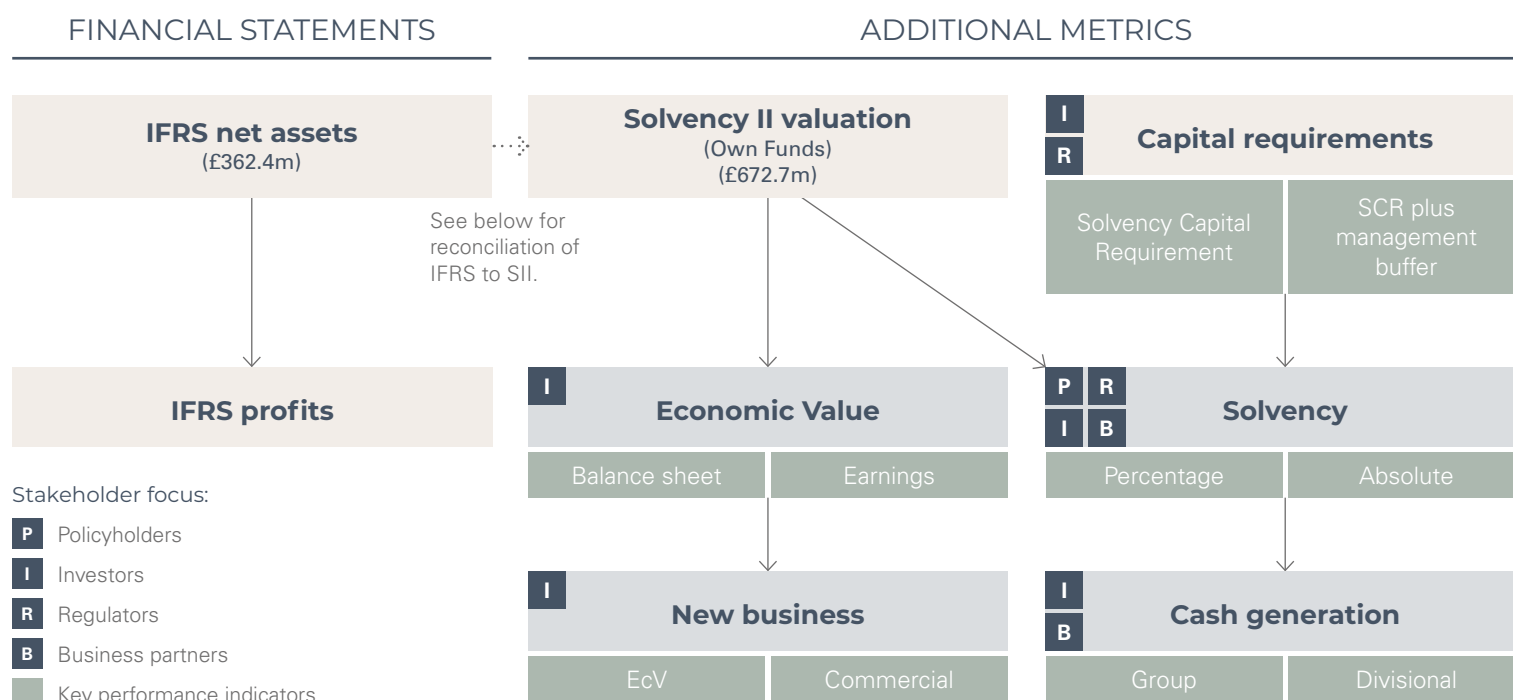 FINANCIAL STATEMENTS
ADDITIONAL METRICS
IFRS net assets
(£362.4m)
Solvency II valuation
(Own Funds)
(£672.7m)
I
R
Capital requirements
Solvency Capital
Requirement
SCR plus
management
buffer
See below for
reconciliation of
IFRS to SII.
IFRS profits
I
Economic Value
Balance sheet
Earnings
P R
I B
Solvency
Percentage
Absolute
Stakeholder focus:
P Policyholders
I Investors
R Regulators
B Business partners
Key performance indicators
I
New business
EcV
Commercial
I
B
Cash generation
Group
Divisional